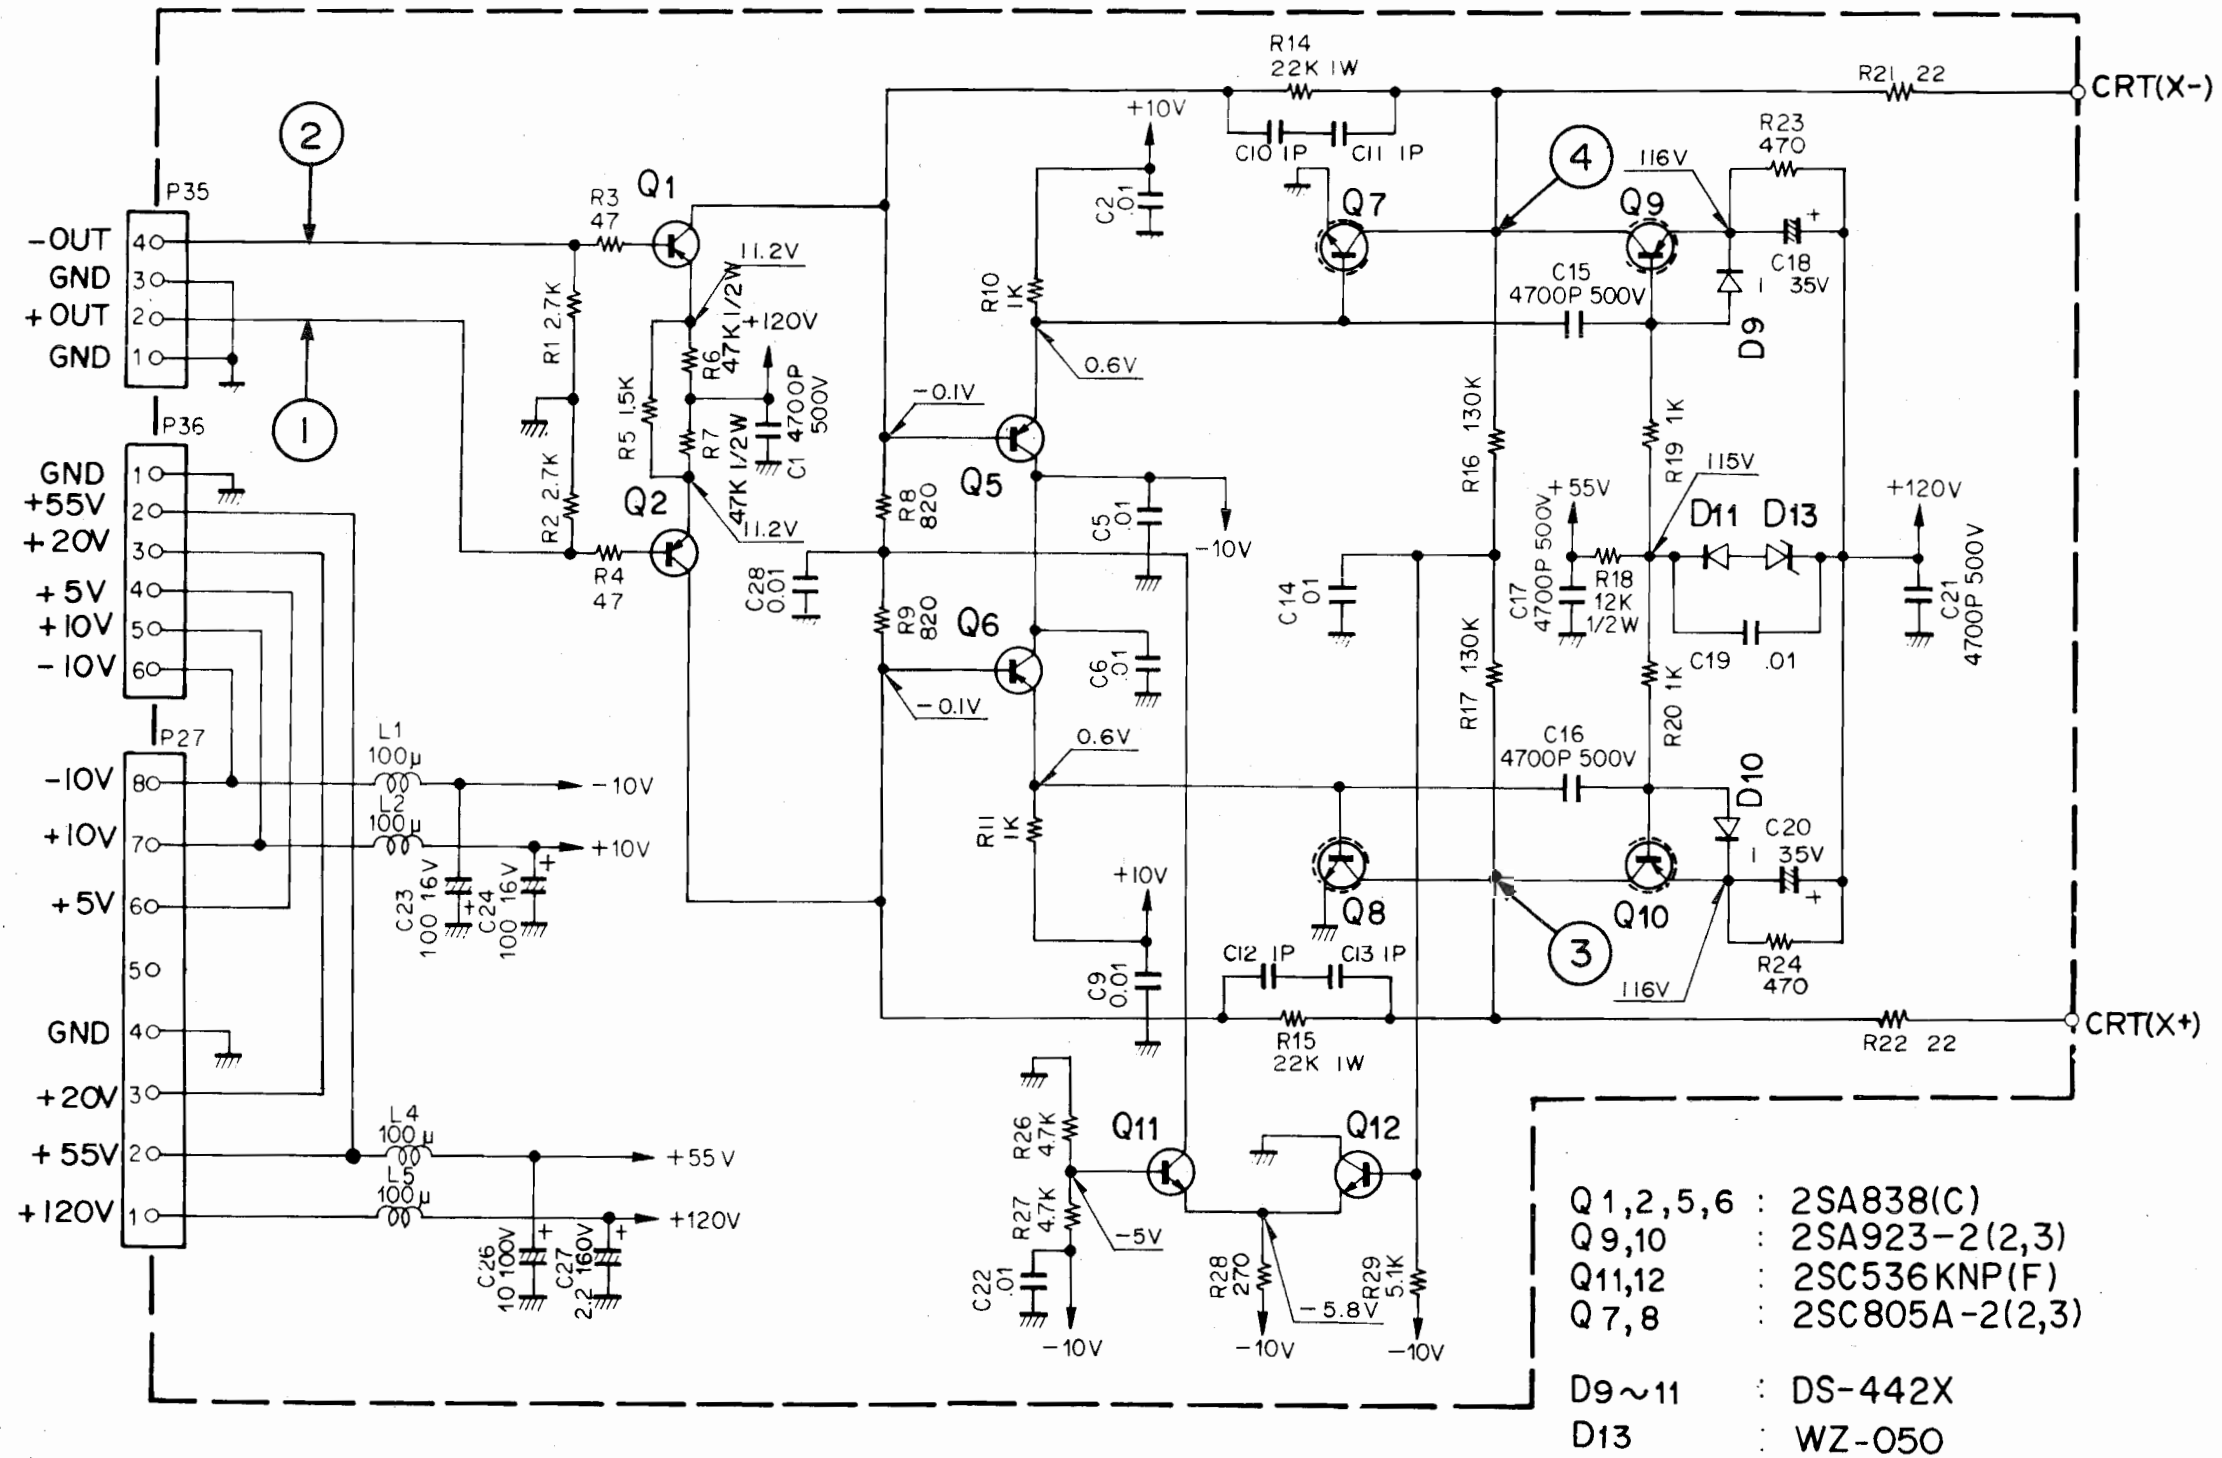 R14
22K 1W
R21 22
CRT(X-)
+10V
C10 1P
C11 1P
R23
470
2
4
116V
P35
R3
47
Q1
C2
.01
Q7
Q9
+
-OUT
4
11.2V
C18
35V
1
GND
3
R10
1K
C15
4700P 500V
+OUT
2
R1 2.7K
+120V
R6
47K 1/2W
D9
GND
1
0.6V
R5 1.5K
-0.1V
R16 130K
R19 1K
1
P36
R7
47K 1/2W
C1 4700P
500V
115V
GND
1
R2 2.7K
Q2
Q5
+55V
+120V
+55V
2
R8
820
C5
.01
D11
D13
11.2V
-10V
+20V
3
R4
47
C28
0.01
C14
.01
C17
4700P 500V
R18
12K
1/2W
C21
4700P 500V
+5V
4
R9
820
Q6
+10V
5
C6
.01
C19 .01
-10V
6
R17 130K
R20 1K
-0.1V
P27
L1
100μ
0.6V
C16
4700P 500V
D10
-10V
8
-10V
L2
100μ
R11
1K
C20
35V
1
+
+10V
7
+10V
C23
100 16V
+
C24
100 16V
+
+10V
Q8
Q10
+5V
6
3
C12 1P
C13 1P
R24
470
5
C9
0.01
116V
GND
4
R15
22K 1W
R22 22
CRT(X+)
+20V
3
R26
4.7K
Q11
Q12
L4
100μ
+55V
2
+55V
L5
100μ
R27
4.7K
+120V
1
+120V
-5V
C26
10 100V
+
C27
2.2 160V
+
C22
.01
R28
270
-5.8V
R29
5.1K
-10V
-10V
-10V
Q1,2,5,6 : 2SA838(C)
Q9,10 : 2SA923-2(2,3)
Q11,12 : 2SC536KNP(F)
Q7,8 : 2SC805A-2(2,3)
D9~11 : DS-442X
D13 : WZ-050